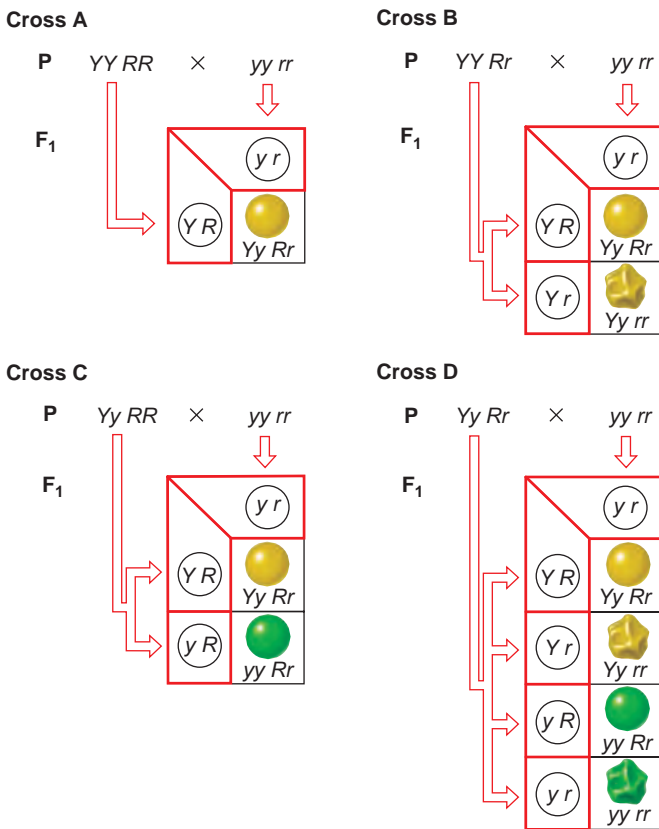 Cross A
P YY RR × yy rr
F1
y r
Y R
Yy Rr
Cross B
P YY Rr × yy rr
F1
y r
Y R
Yy Rr
Y r
Yy rr
Cross C
P Yy RR × yy rr
F1
y r
Y R
Yy Rr
y R
yy Rr
Cross D
P Yy Rr × yy rr
F1
y r
Y R
Yy Rr
Y r
Yy rr
y R
yy Rr
y r
yy rr